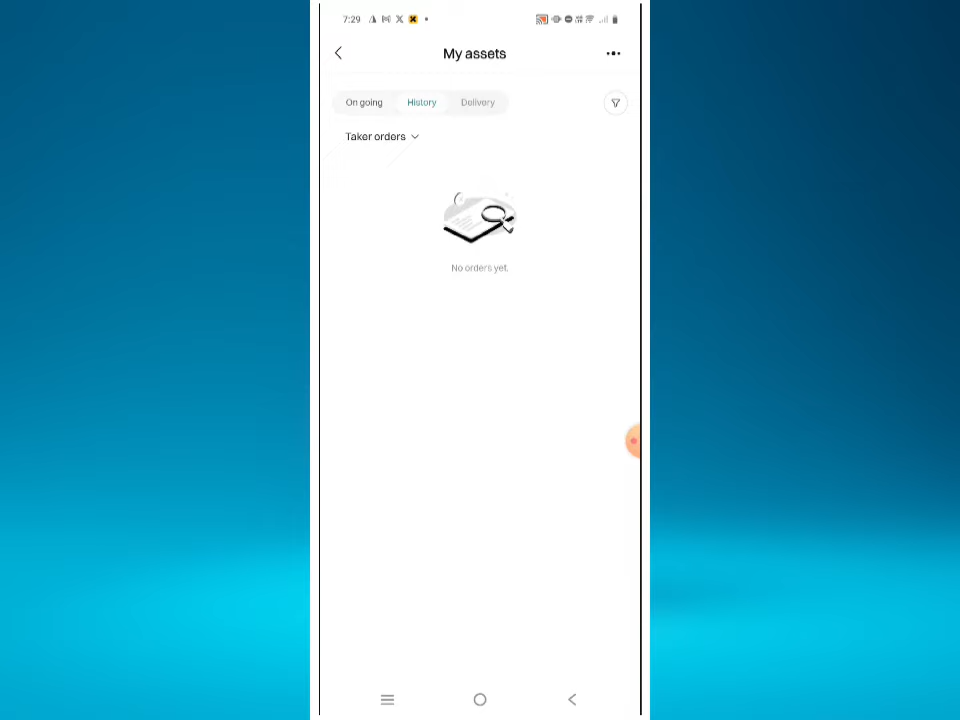 7:29
My assets
On going History Delivery
Taker orders
No orders yet.